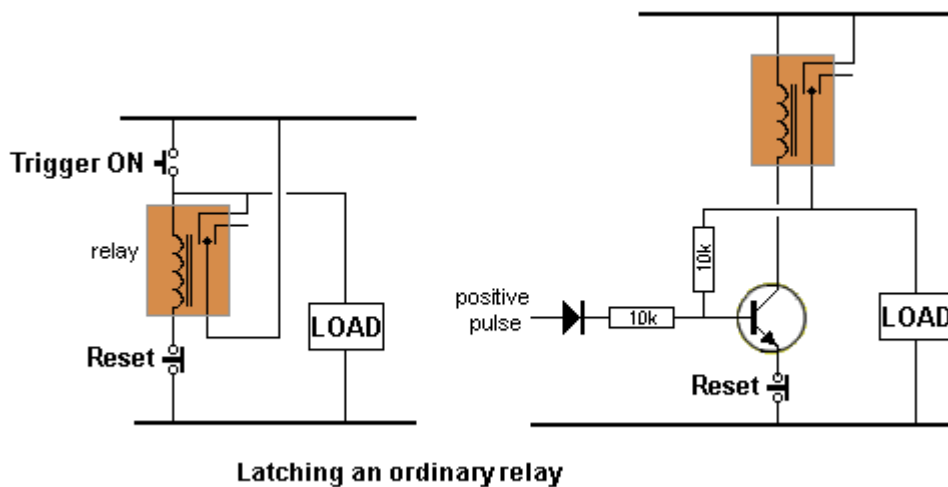 Trigger ON
relay
LOAD
Reset
10k
positive
pulse
10k
LOAD
Reset
Latching an ordinary relay